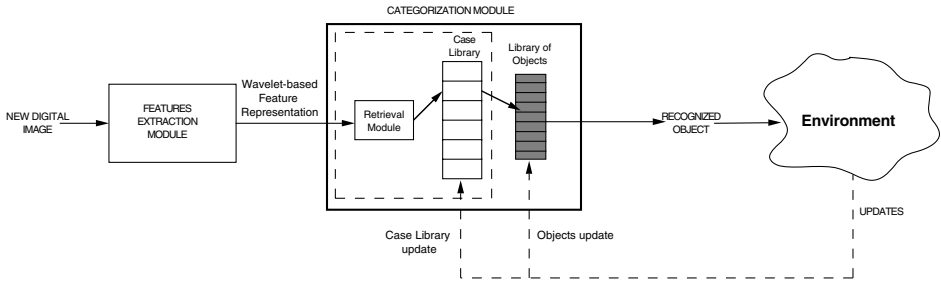 CATEGORIZATION MODULE
Case
Library
Library of
Objects
Wavelet-based
Feature
Representation
FEATURES
EXTRACTION
MODULE
Retrieval
Module
NEW DIGITAL
IMAGE
RECOGNIZED
OBJECT
Environment
UPDATES
Case Library
update
Objects update